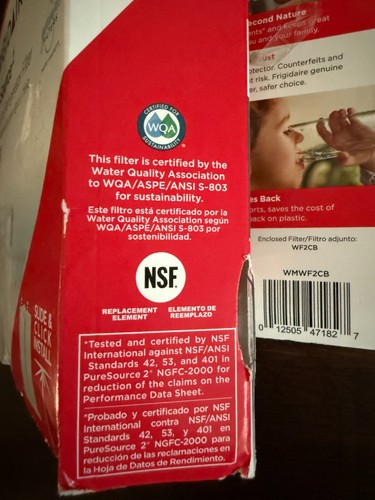 CERTIFIED FOR
WQA
SUSTAINABILITY
This filter is certified by the
Water Quality Association
to WQA/ASPE/ANSI S-803
for sustainability.
Este filtro está certificado por la
Water Quality Association según
WQA/ASPE/ANSI S-803 por
sostenibilidad.
NSF.
REPLACEMENT
ELEMENT
ELEMENTO DE
REEMPLAZO
*Tested and certified by NSF
International against NSF/ANSI
Standards 42, 53, and 401 in
PureSource 2® NGFC-2000 for
reduction of the claims on the
Performance Data Sheet.
*Probado y certificado por NSF
International contra NSF/ANSI
Standards 42, 53, y 401 en
PureSource 2® NGFC-2000 para
reducción de las reclamaciones en
la Hoja de Datos de Rendimiento.
SLIDE &
CLICK
INSTALL
econd Nature
great
u and your family.
ust
otector. Counterfeits and
t risk. Frigidaire genuine
er, safer choice.
es Back
orts, saves the cost of
back on plastic.
Enclosed Filter/Filtro adjunto:
WF2CB
WMWF2CB
0 12505 47182 7